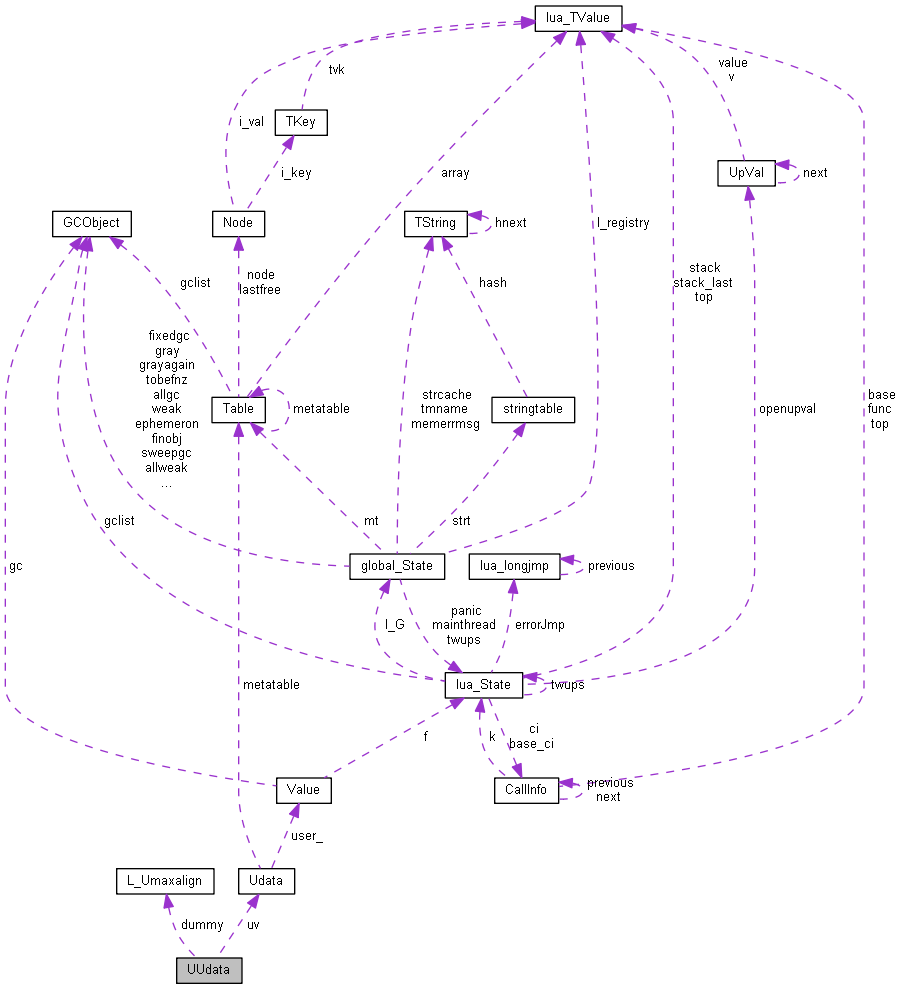 lua_TValue
tvk
value
v
i_val
TKey
i_key
array
UpVal
next
GCObject
Node
TString
hnext
l_registry
gclist
node
lastfree
hash
stack
stack_last
top
fixedgc
gray
grayagain
tobefnz
allgc
weak
ephemeron
finobj
sweepgc
allweak
...
Table
metatable
strcache
tmname
memerrmsg
stringtable
openupval
base
func
top
gclist
mt
strt
gc
global_State
lua_longjmp
previous
l_G
panic
mainthread
twups
errorJmp
metatable
lua_State
twups
f
k
ci
base_ci
Value
CallInfo
previous
next
user_
L_Umaxalign
Udata
dummy
uv
UUdata